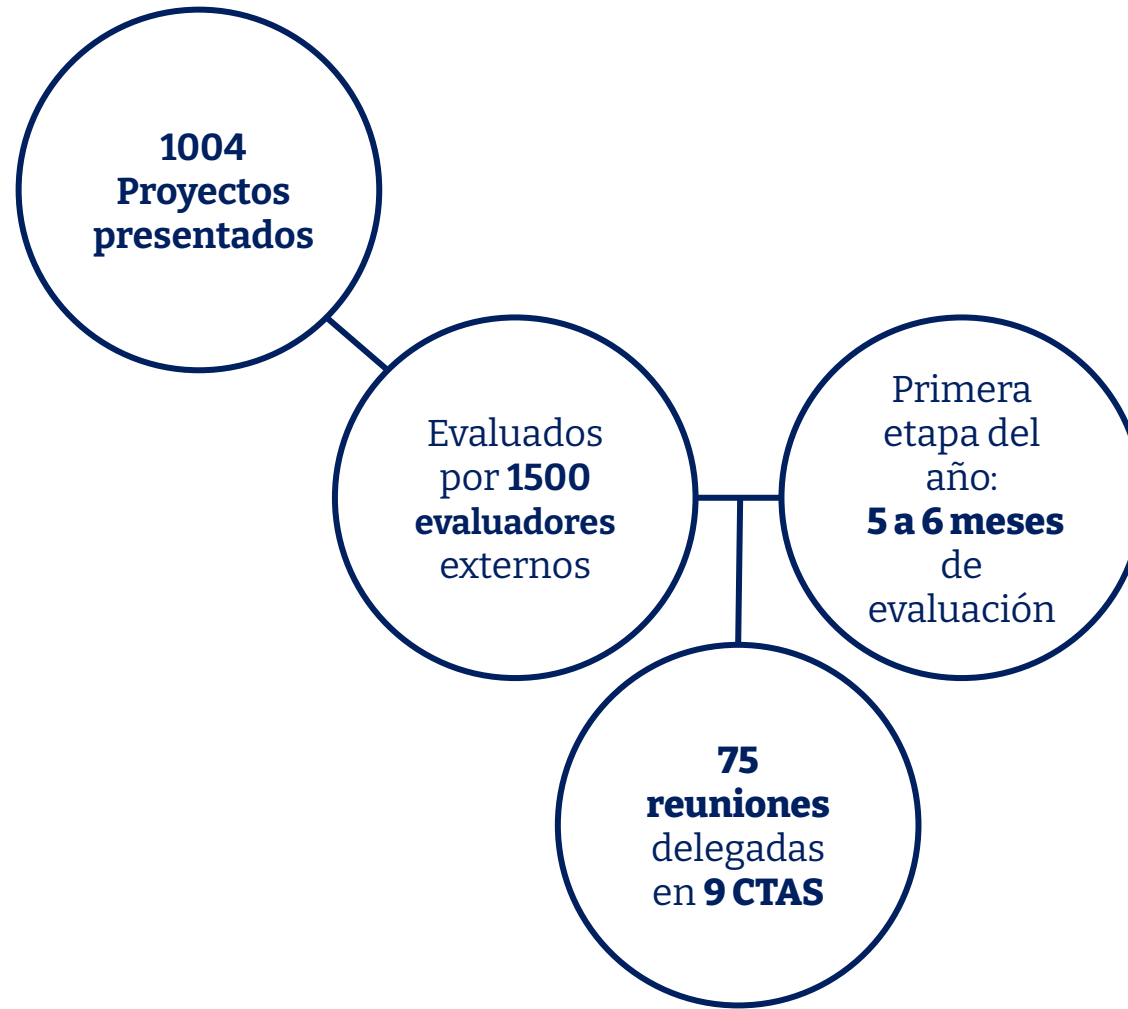 1004
Proyectos
presentados
Evaluados
por 1500
evaluadores
externos
Primera
etapa del
año:
5 a 6 meses
de
evaluación
75
reuniones
delegadas
en 9 CTAS